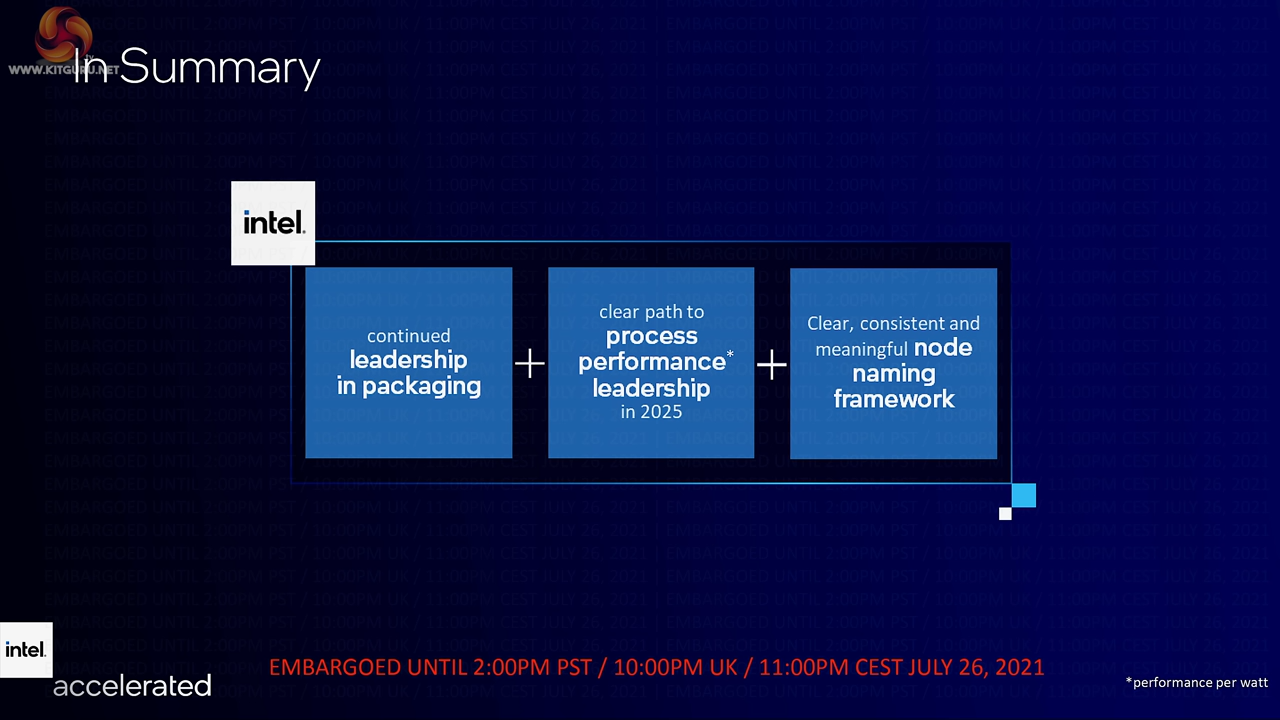 In Summary
TV
WWW.KITGURU.NET
intel.
continued
leadership
in packaging
+
clear path to
process
performance*
leadership
in 2025
+
Clear, consistent and
meaningful node
naming
framework
intel.
accelerated
EMBARGOED UNTIL 2:00PM PST / 10:00PM UK / 11:00PM CEST JULY 26, 2021
*performance per watt